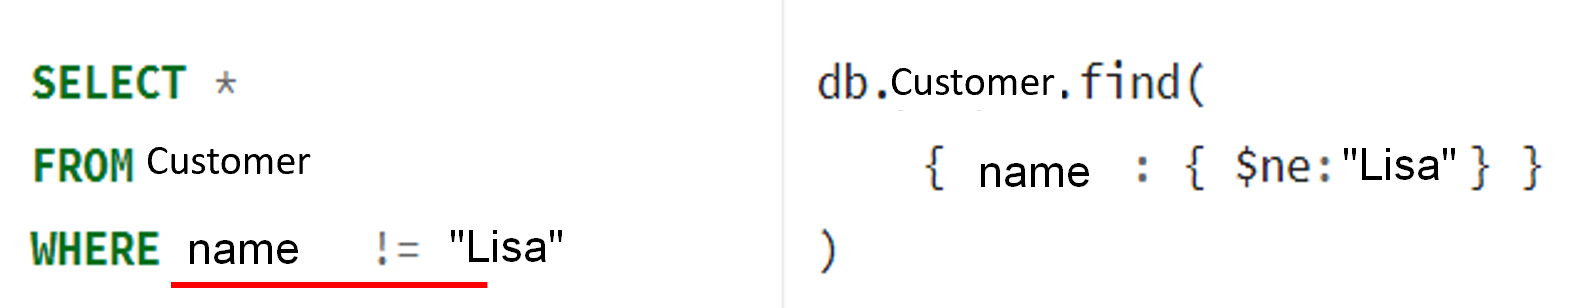 SELECT *
FROM Customer
WHERE name != "Lisa"
db.Customer.find(
{ name : { $ne:"Lisa" } }
)